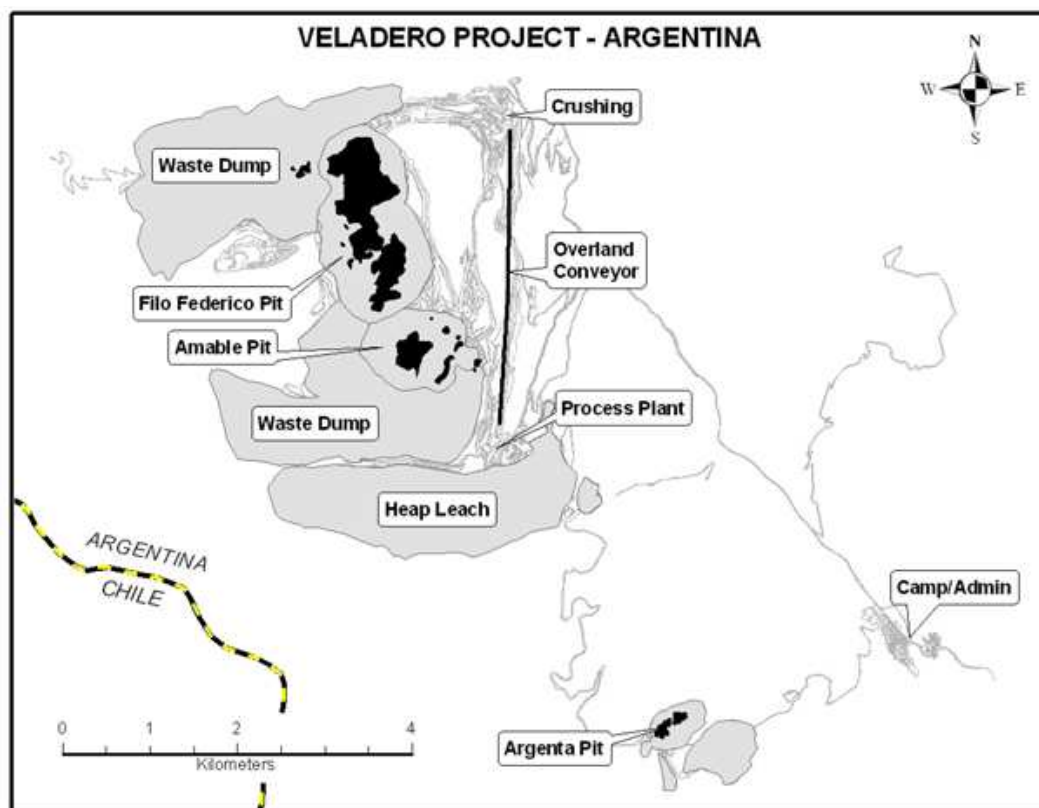 VELADERO PROJECT - ARGENTINA
N
W
E
S
Crushing
Waste Dump
Overland
Conveyor
Filo Federico Pit
Amable Pit
Process Plant
Waste Dump
Heap Leach
ARGENTINA
CHILE
Camp/Admin
0 1 2 4
Kilometers
Argenta Pit